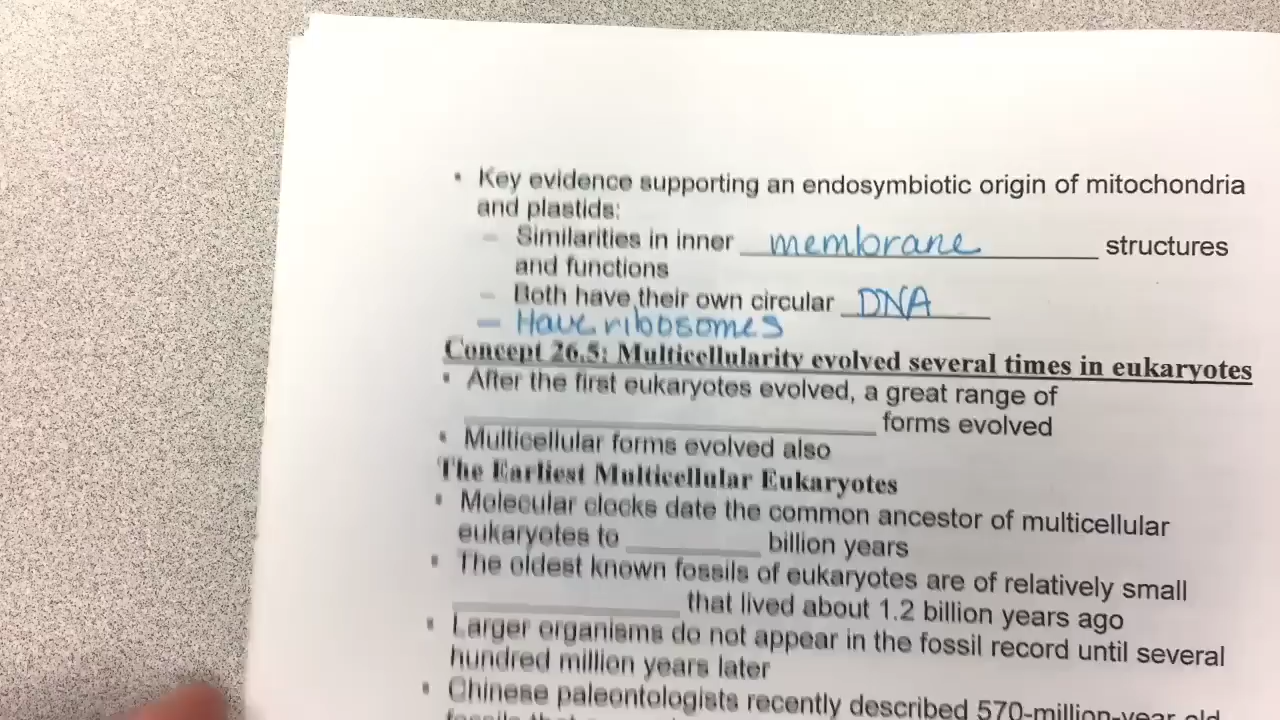 • Key evidence supporting an endosymbiotic origin of mitochondria
and plastids:
– Similarities in inner membrane structures
and functions
– Both have their own circular DNA
– Have ribosomes
Concept 26.5: Multicellularity evolved several times in eukaryotes
• After the first eukaryotes evolved, a great range of
____________ forms evolved
• Multicellular forms evolved also
The Earliest Multicellular Eukaryotes
• Molecular clocks date the common ancestor of multicellular
eukaryotes to ________ billion years
• The oldest known fossils of eukaryotes are of relatively small
____________ that lived about 1.2 billion years ago
• Larger organisms do not appear in the fossil record until several
hundred million years later
• Chinese paleontologists recently described 570-million-year-old
fossils that